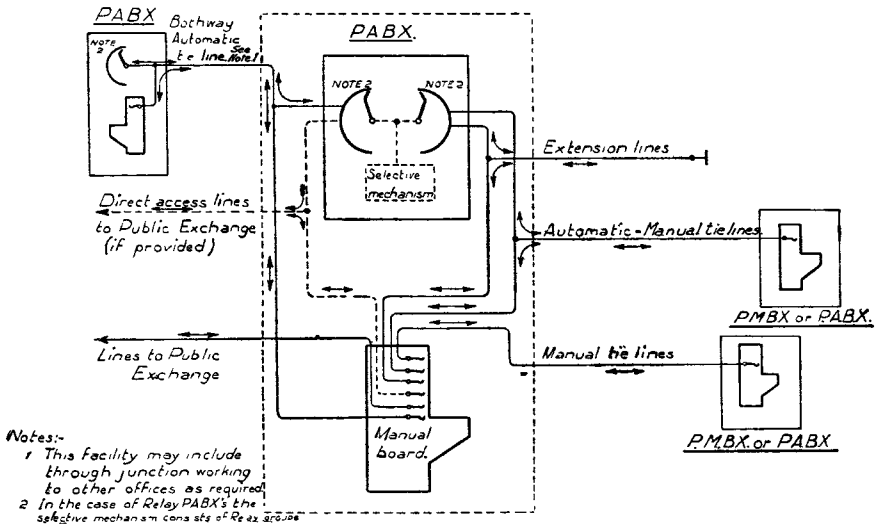 PABX
Bothway
Automatic
tie line. See Note. 1
NOTE
2
PABX.
NOTE 2 NOTE 2
Selective
mechanism
Extension lines
Direct access lines
to Public Exchange
(if provided)
Automatic-Manual tie lines.
P.M.BX or P.ABX.
Lines to Public
Exchange
Manual tie lines
P.M.BX. or PABX
Manual
board.
Notes:-
1 This facility may include
through junction working
to other offices as required
2 In the case of Relay PABX's the
selective mechanism consists of Relay groups